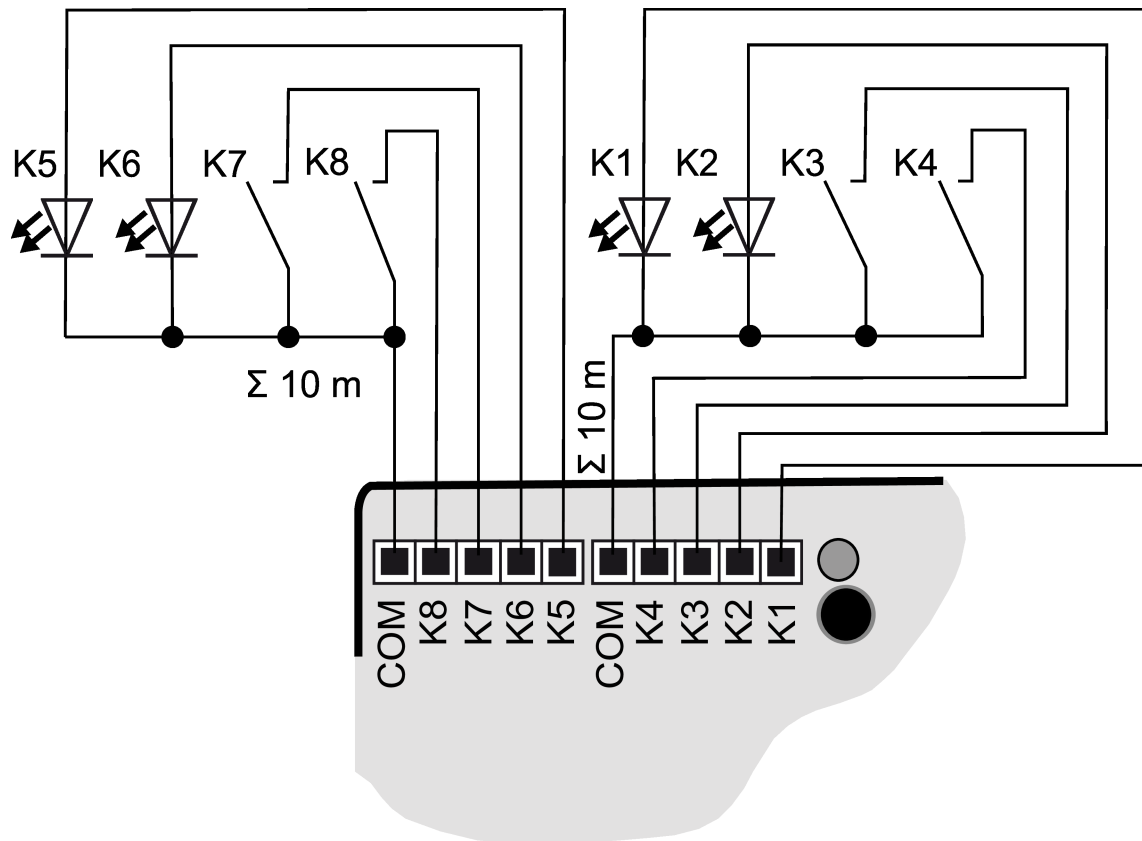 K5 K6 K7 K8 K1 K2 K3 K4
Σ 10 m
Σ 10 m
COM K8 K7 K6 K5 COM K4 K3 K2 K1